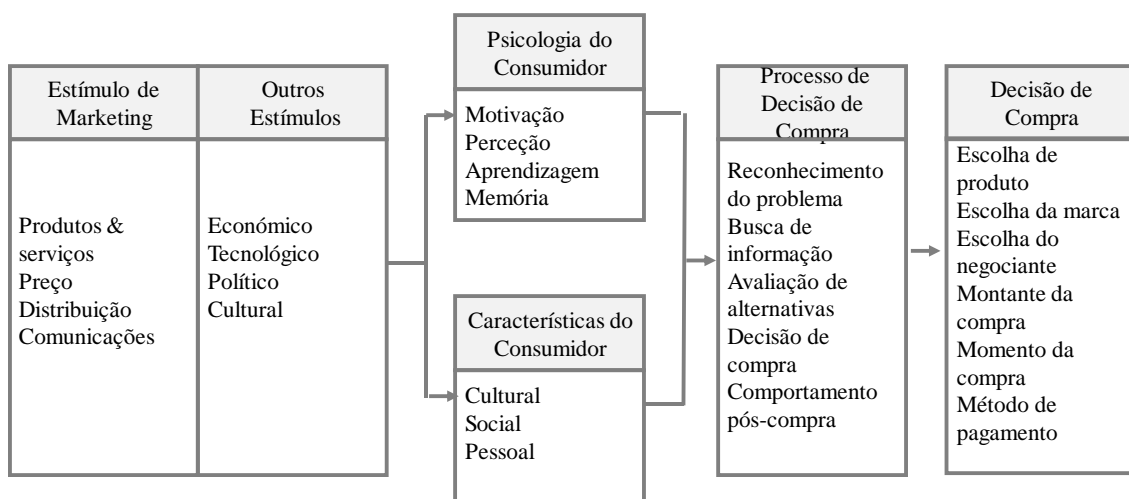 Estímulo de
Marketing
Produtos &
serviços
Preço
Distribuição
Comunicações
Outros
Estímulos
Económico
Tecnológico
Político
Cultural
Psicologia do
Consumidor
Motivação
Perceção
Aprendizagem
Memória
Características do
Consumidor
Cultural
Social
Pessoal
Processo de
Decisão de
Compra
Reconhecimento
do problema
Busca de
informação
Avaliação de
alternativas
Decisão de
compra
Comportamento
pós-compra
Decisão de
Compra
Escolha de
produto
Escolha da marca
Escolha do
negociante
Montante da
compra
Momento da
compra
Método de
pagamento